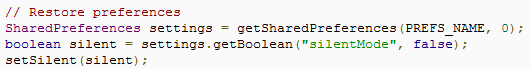 // Restore preferences
SharedPreferences settings = getSharedPreferences(PREFS_NAME, 0);
boolean silent = settings.getBoolean("silentMode", false);
setSilent(silent);